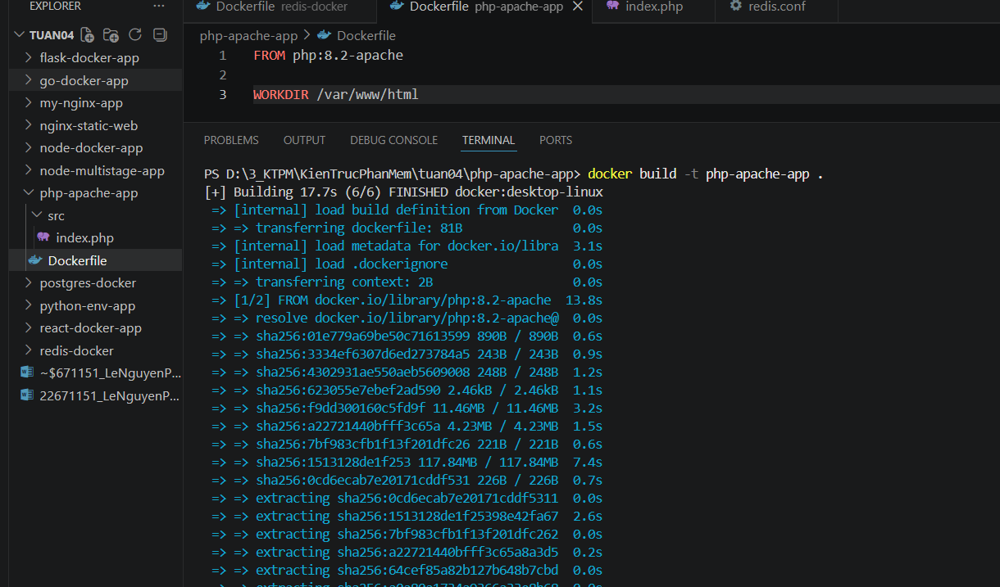 EXPLORER
...
Dockerfile redis-docker
Dockerfile php-apache-app
index.php
redis.conf
TUAN04
flask-docker-app
go-docker-app
my-nginx-app
nginx-static-web
node-docker-app
node-multistage-app
php-apache-app
src
index.php
Dockerfile
postgres-docker
python-env-app
react-docker-app
redis-docker
~$671151_LeNguyenP...
22671151_LeNguyenP...
php-apache-app > Dockerfile
1 FROM php:8.2-apache
2
3 WORKDIR /var/www/html
PROBLEMS OUTPUT DEBUG CONSOLE TERMINAL PORTS
PS D:\3_KTPM\KienTrucPhanMem\tuan04\php-apache-app> docker build -t php-apache-app .
[+] Building 17.7s (6/6) FINISHED docker:desktop-linux
=> [internal] load build definition from Docker 0.0s
=> => transferring dockerfile: 81B 0.0s
=> [internal] load metadata for docker.io/libra 3.1s
=> [internal] load .dockerignore 0.0s
=> => transferring context: 2B 0.0s
=> [1/2] FROM docker.io/library/php:8.2-apache 13.8s
=> => resolve docker.io/library/php:8.2-apache@ 0.0s
=> => sha256:01e779a69be50c71613599 890B / 890B 0.6s
=> => sha256:3334ef6307d6ed273784a5 243B / 243B 0.9s
=> => sha256:4302931ae550aeb5609008 248B / 248B 1.2s
=> => sha256:623055e7ebef2ad590 2.46kB / 2.46kB 1.1s
=> => sha256:f9dd300160c5fd9f 11.46MB / 11.46MB 3.2s
=> => sha256:a22721440bfff3c65a 4.23MB / 4.23MB 1.5s
=> => sha256:7bf983cfb1f13f201dfc26 221B / 221B 0.6s
=> => sha256:1513128de1f253 117.84MB / 117.84MB 7.4s
=> => sha256:0cd6ecab7e20171cddf531 226B / 226B 0.7s
=> => extracting sha256:0cd6ecab7e20171cddf5311 0.0s
=> => extracting sha256:1513128de1f25398e42fa67 2.6s
=> => extracting sha256:7bf983cfb1f13f201dfc262 0.0s
=> => extracting sha256:a22721440bfff3c65a8a3d5 0.2s
=> => extracting sha256:64cef85a82b127b648b7cbd 0.0s